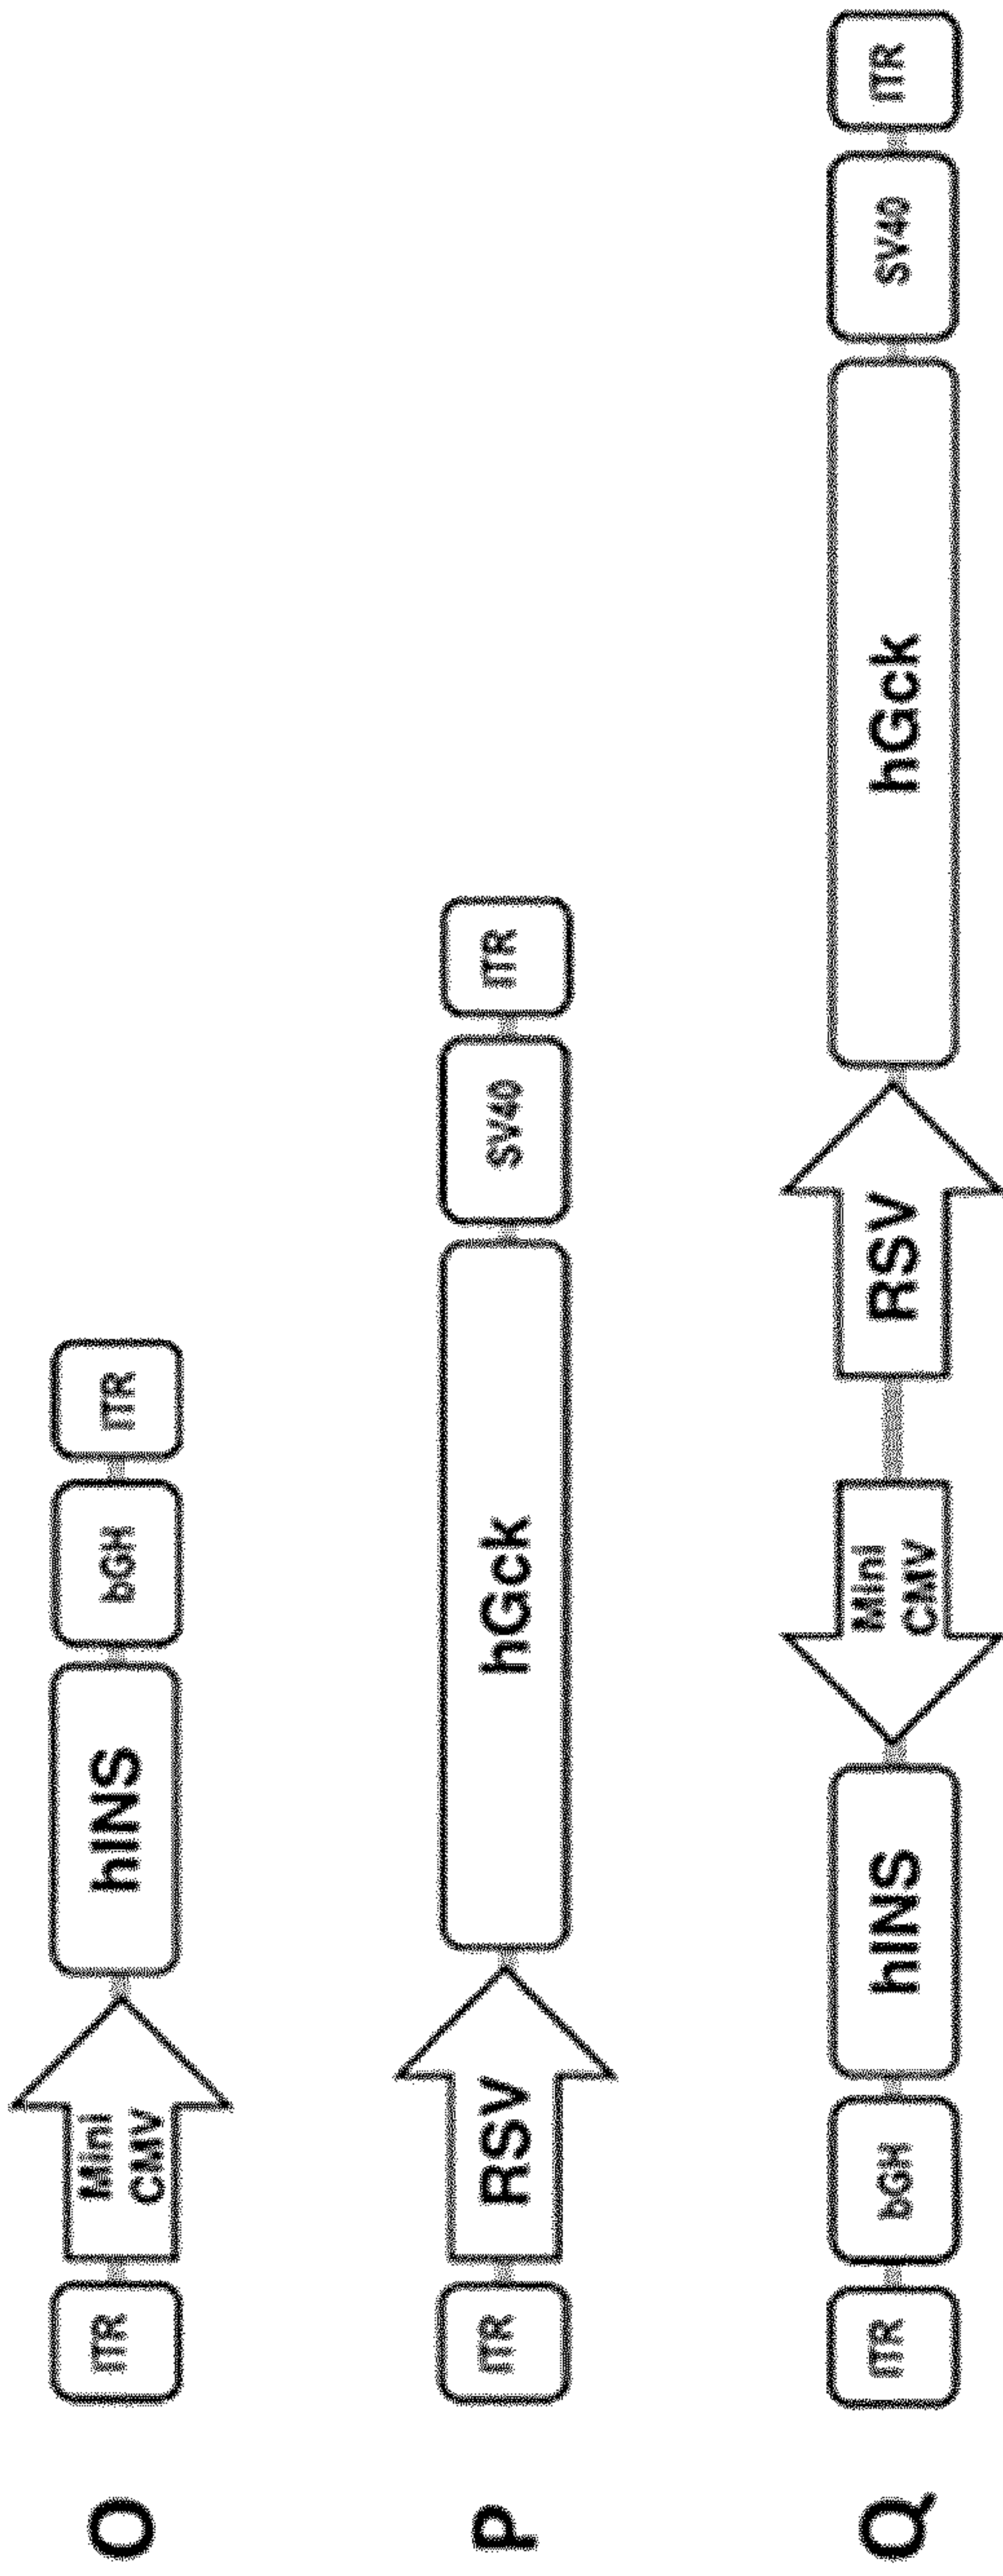 O
ITR
Mini
CMV
hINS
bGH
ITR
P
ITR
RSV
hGck
SV40
ITR
Q
ITR
bGH
hINS
Mini
CMV
RSV
hGck
SV40
ITR